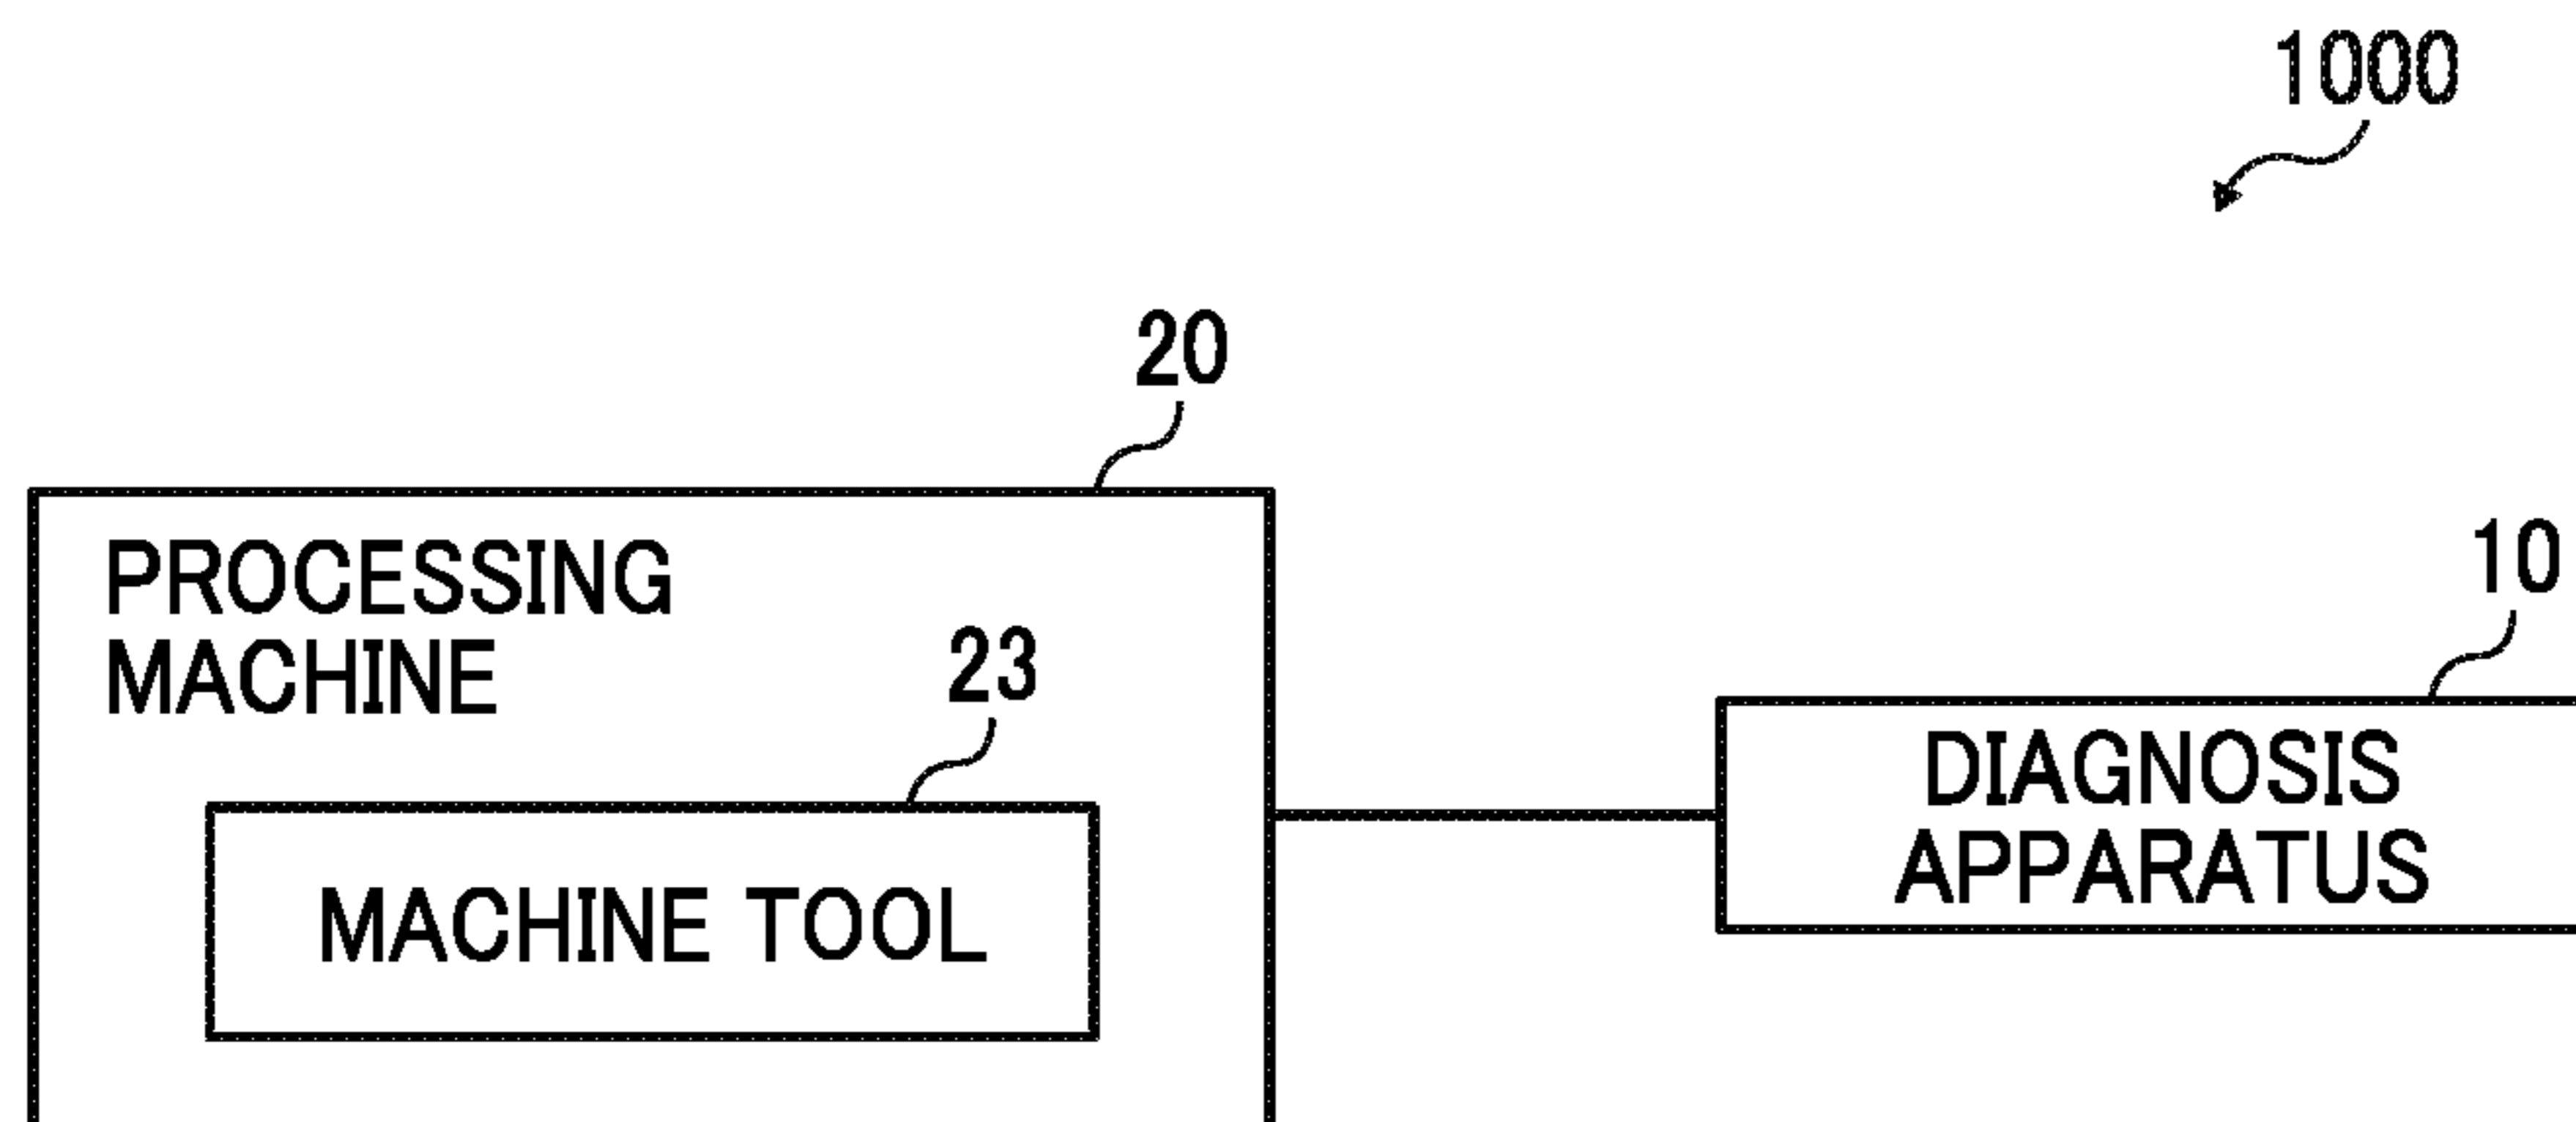 1000
20
PROCESSING
MACHINE
23
MACHINE TOOL
10
DIAGNOSIS
APPARATUS